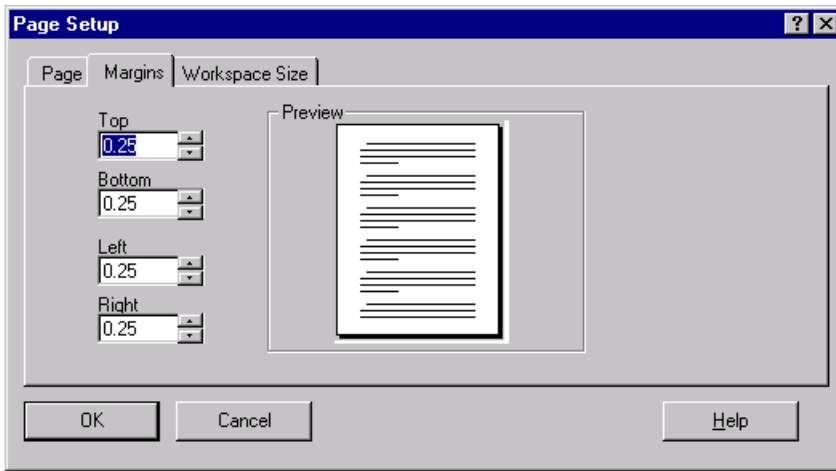 Page Setup
Page Margins Workspace Size
Top
0.25
Bottom
0.25
Left
0.25
Right
0.25
Preview
OK Cancel Help